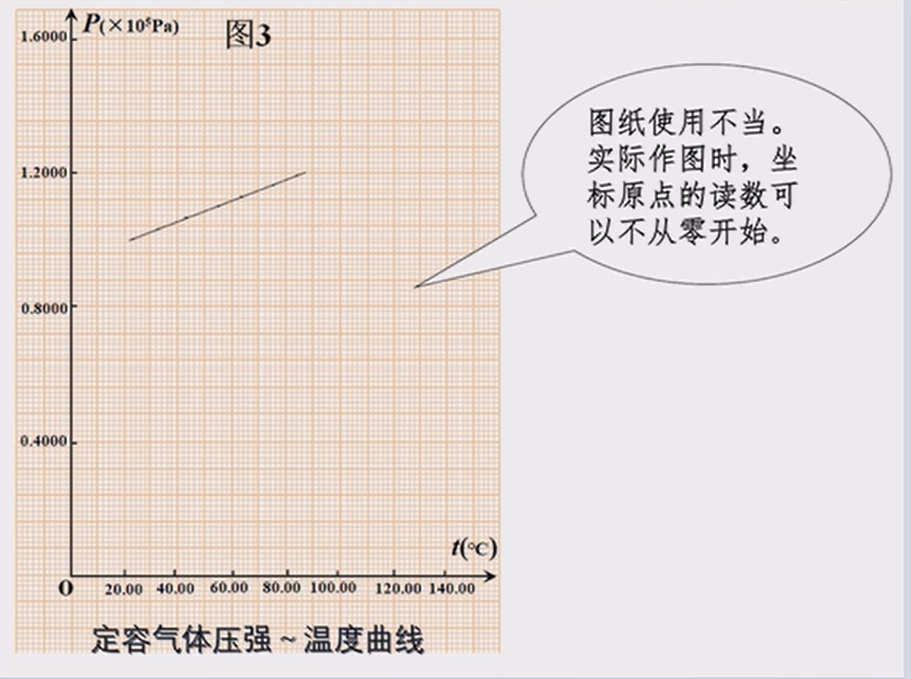 P(×10⁵Pa)
图3
1.6000
1.2000
0.8000
0.4000
图纸使用不当。
实际作图时，坐
标原点的读数可
以不从零开始。
t(℃)
O 20.00 40.00 60.00 80.00 100.00 120.00 140.00
定容气体压强 ~ 温度曲线